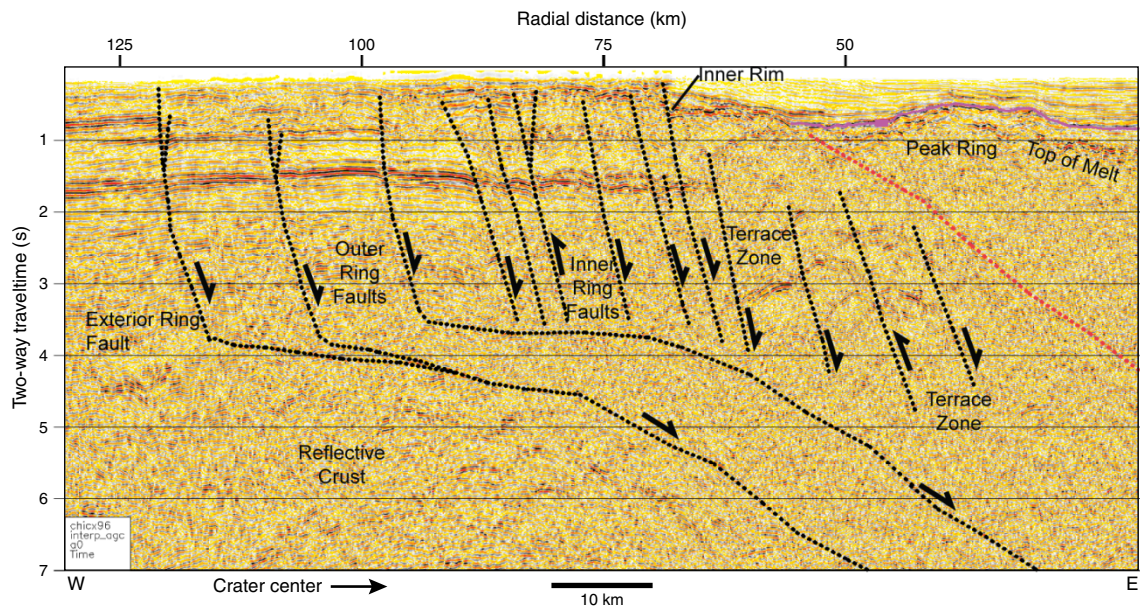 Radial distance (km)
125
100
75
50
Inner Rim
1
Peak Ring
Top of Melt
2
Two-way traveltime (s)
Outer
Ring
Faults
Terrace
Zone
Inner
Ring
Faults
3
Exterior Ring
Fault
4
Terrace
Zone
5
Reflective
Crust
6
chicx96
interp_agc
a0
Time
7
W
Crater center
10 km
E